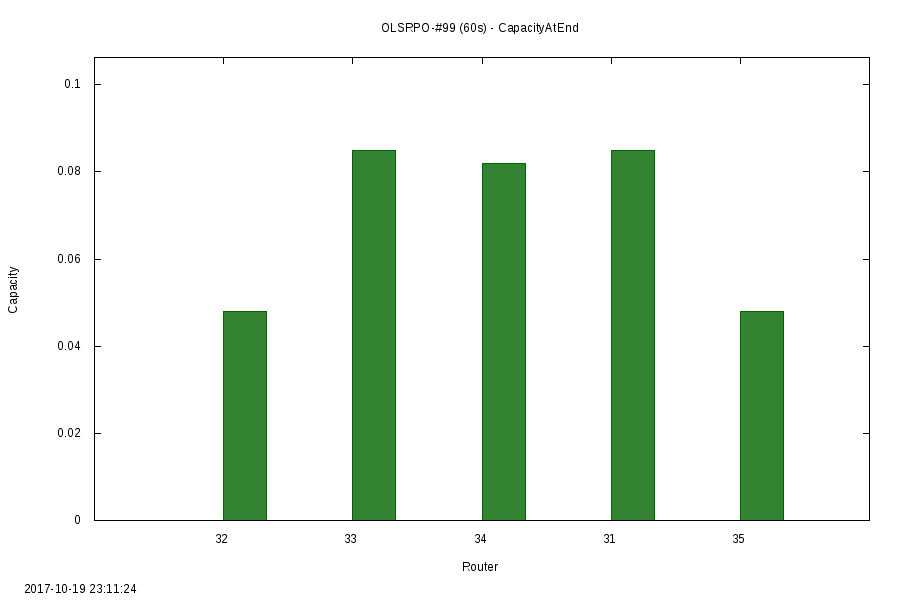 OLSRPO-#99 (60s) - CapacityAtEnd
0.1
0.08
0.06
0.04
0.02
0
Capacity
32 33 34 31 35
Router
2017-10-19 23:11:24